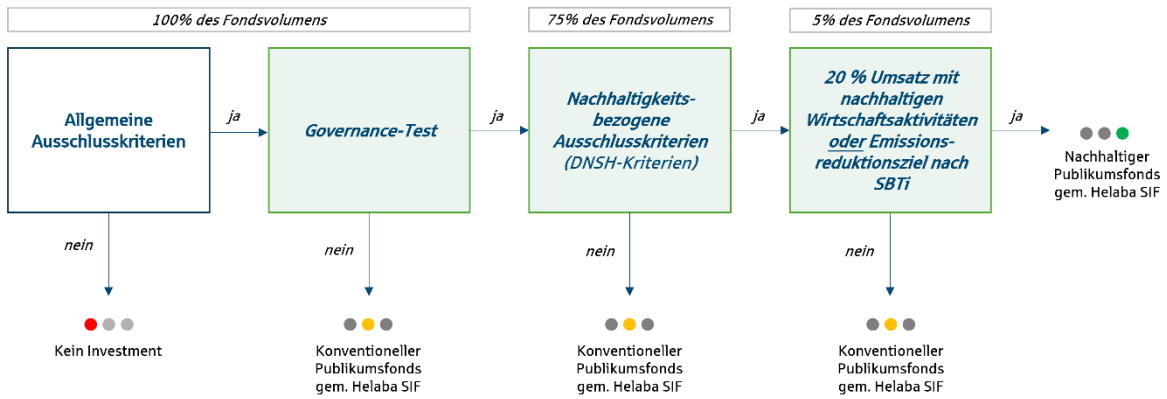 100% des Fondsvolumens
75% des Fondsvolumens
5% des Fondsvolumens
Allgemeine
Ausschlusskriterien
ja
Governance-Test
ja
Nachhaltigkeits-
bezogene
Ausschlusskriterien
(DNSH-Kriterien)
ja
20 % Umsatz mit
nachhaltigen
Wirtschaftsaktivitäten
oder Emissions-
reduktionsziel nach
SBTi
ja
Nachhaltiger
Publikumsfonds
gem. Helaba SIF
nein
nein
nein
nein
Kein Investment
Konventioneller
Publikumsfonds
gem. Helaba SIF
Konventioneller
Publikumsfonds
gem. Helaba SIF
Konventioneller
Publikumsfonds
gem. Helaba SIF